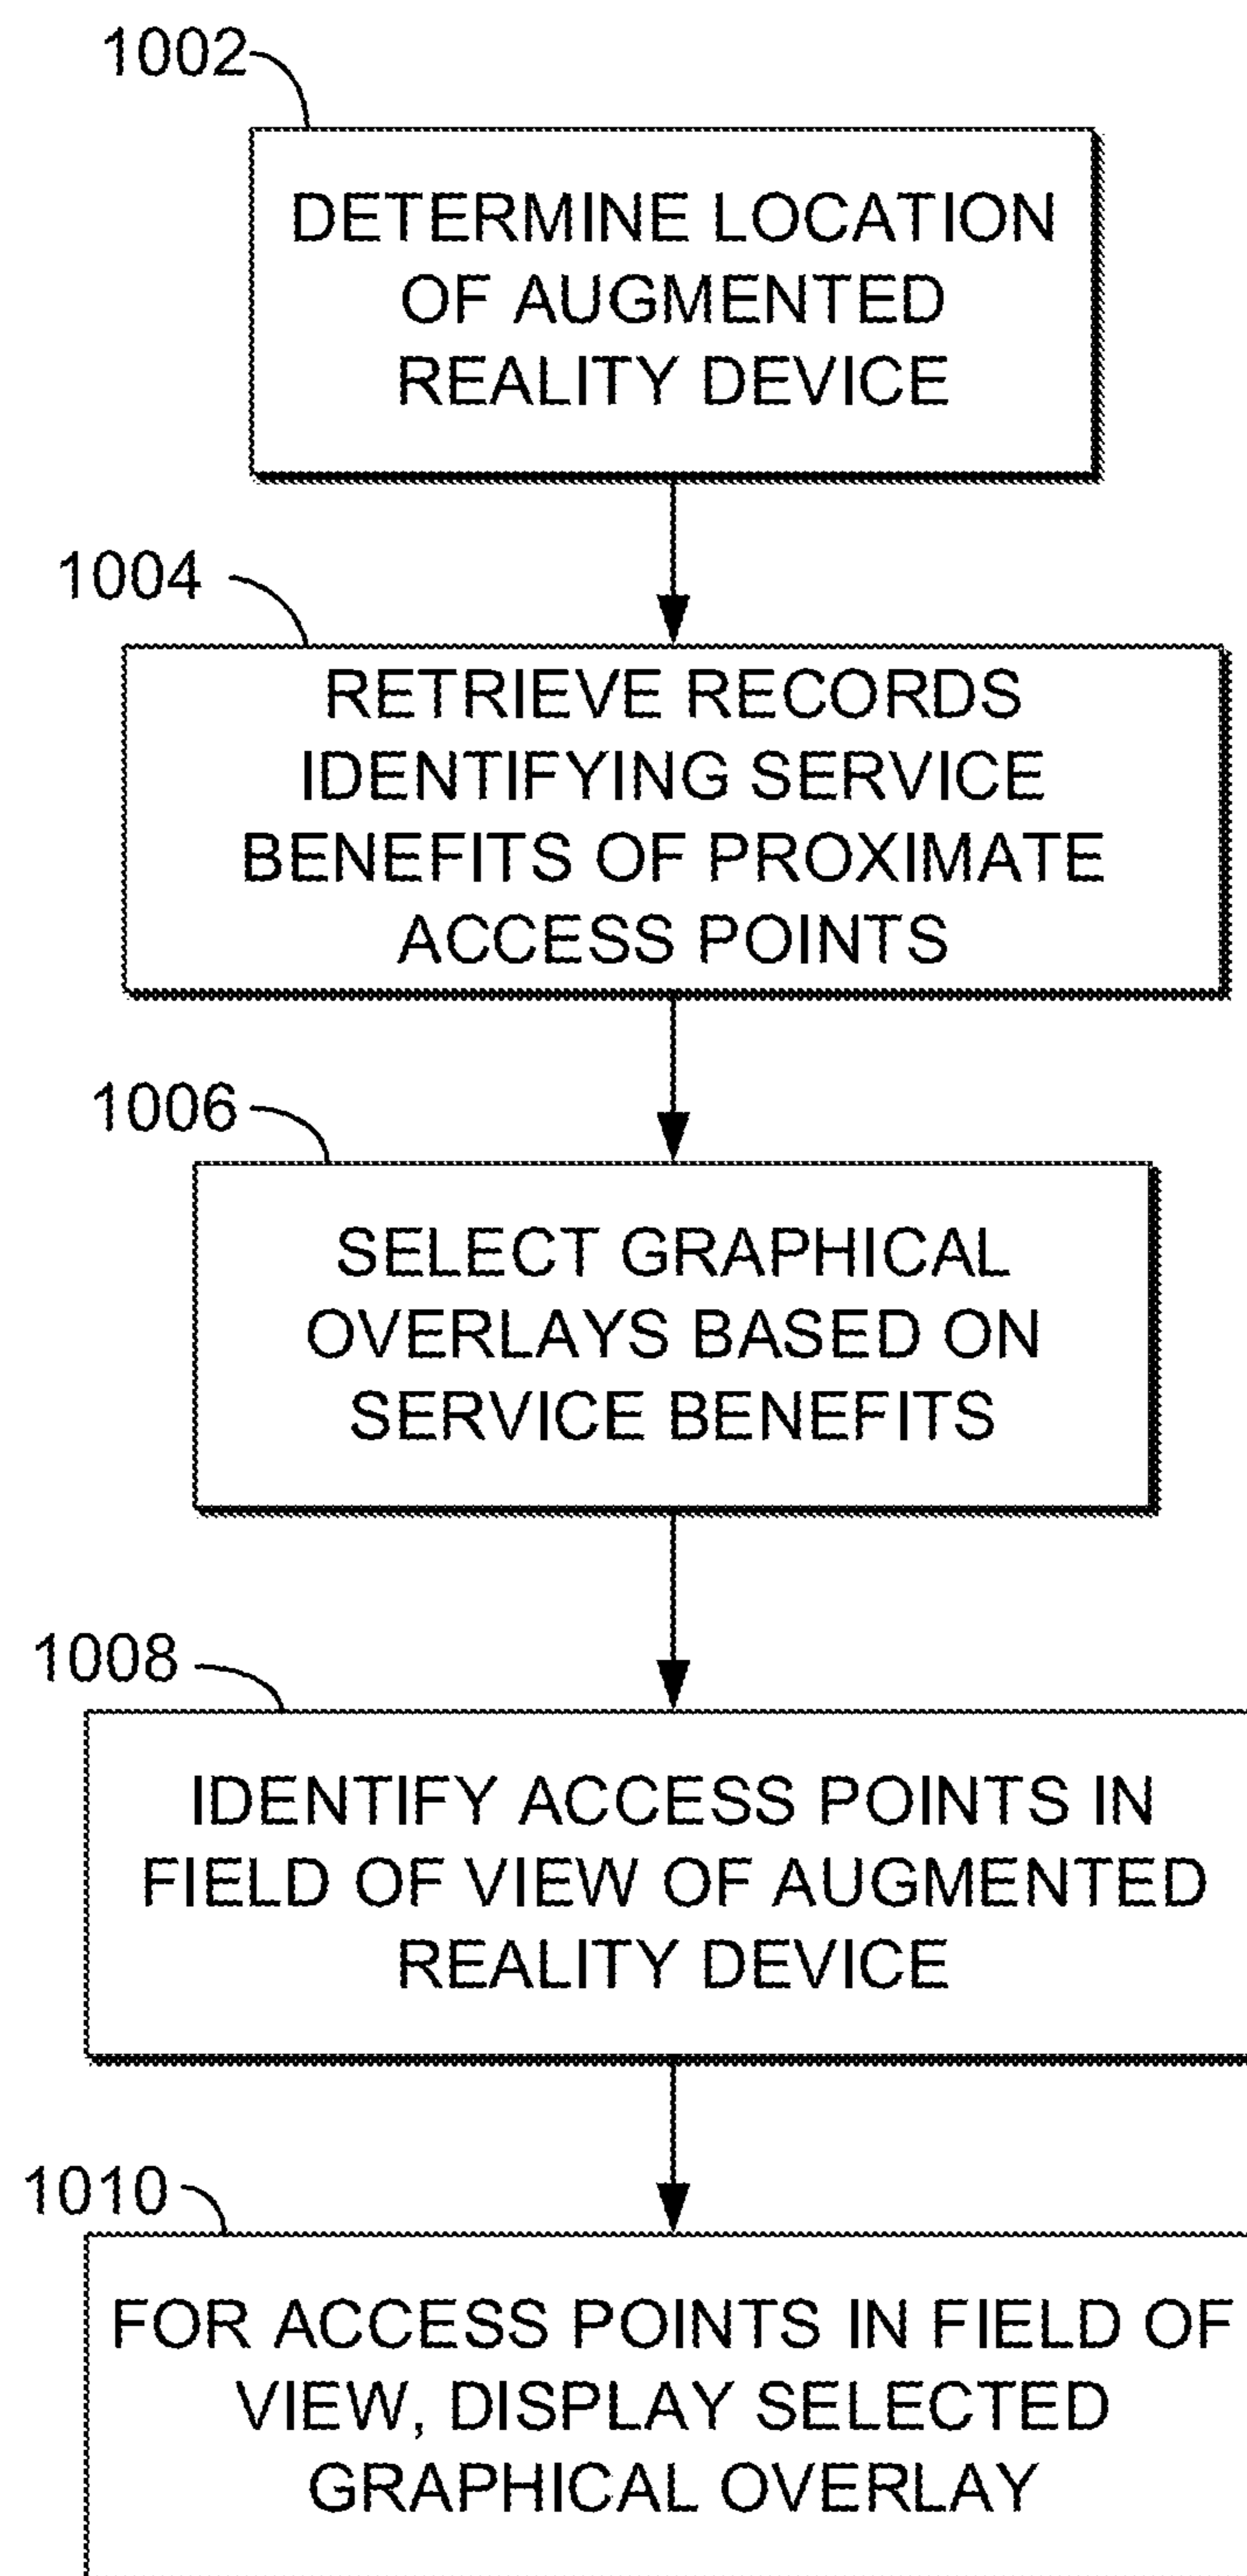 1002
DETERMINE LOCATION
OF AUGMENTED
REALITY DEVICE
1004
RETRIEVE RECORDS
IDENTIFYING SERVICE
BENEFITS OF PROXIMATE
ACCESS POINTS
1006
SELECT GRAPHICAL
OVERLAYS BASED ON
SERVICE BENEFITS
1008
IDENTIFY ACCESS POINTS IN
FIELD OF VIEW OF AUGMENTED
REALITY DEVICE
1010
FOR ACCESS POINTS IN FIELD OF
VIEW, DISPLAY SELECTED
GRAPHICAL OVERLAY